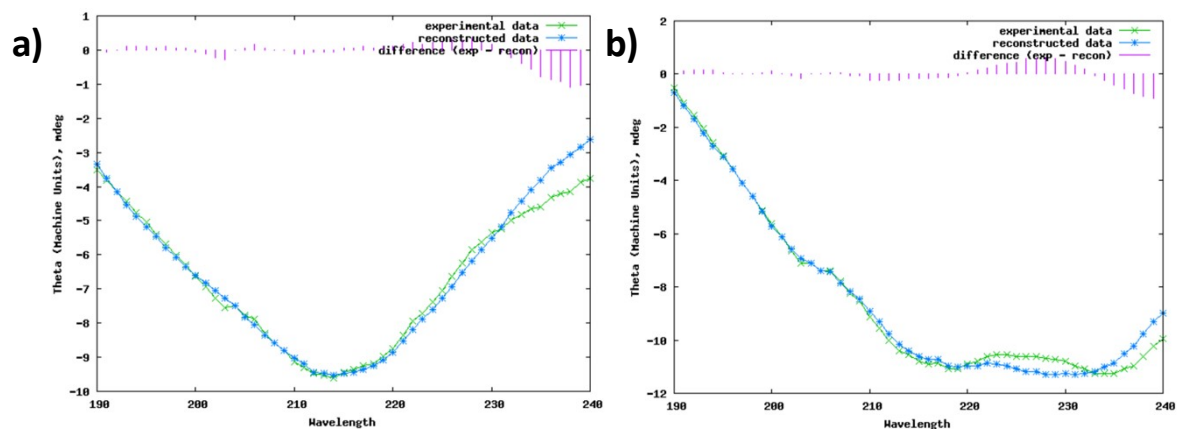 a)
experimental data
reconstructed data
difference (exp - recon)
Theta (Machine Units), mdeg
1
0
-1
-2
-3
-4
-5
-6
-7
-8
-9
-10
190
200
210
220
230
240
Wavelength
b)
experimental data
reconstructed data
difference (exp - recon)
Theta (Machine Units), mdeg
2
0
-2
-4
-6
-8
-10
-12
190
200
210
220
230
240
Wavelength